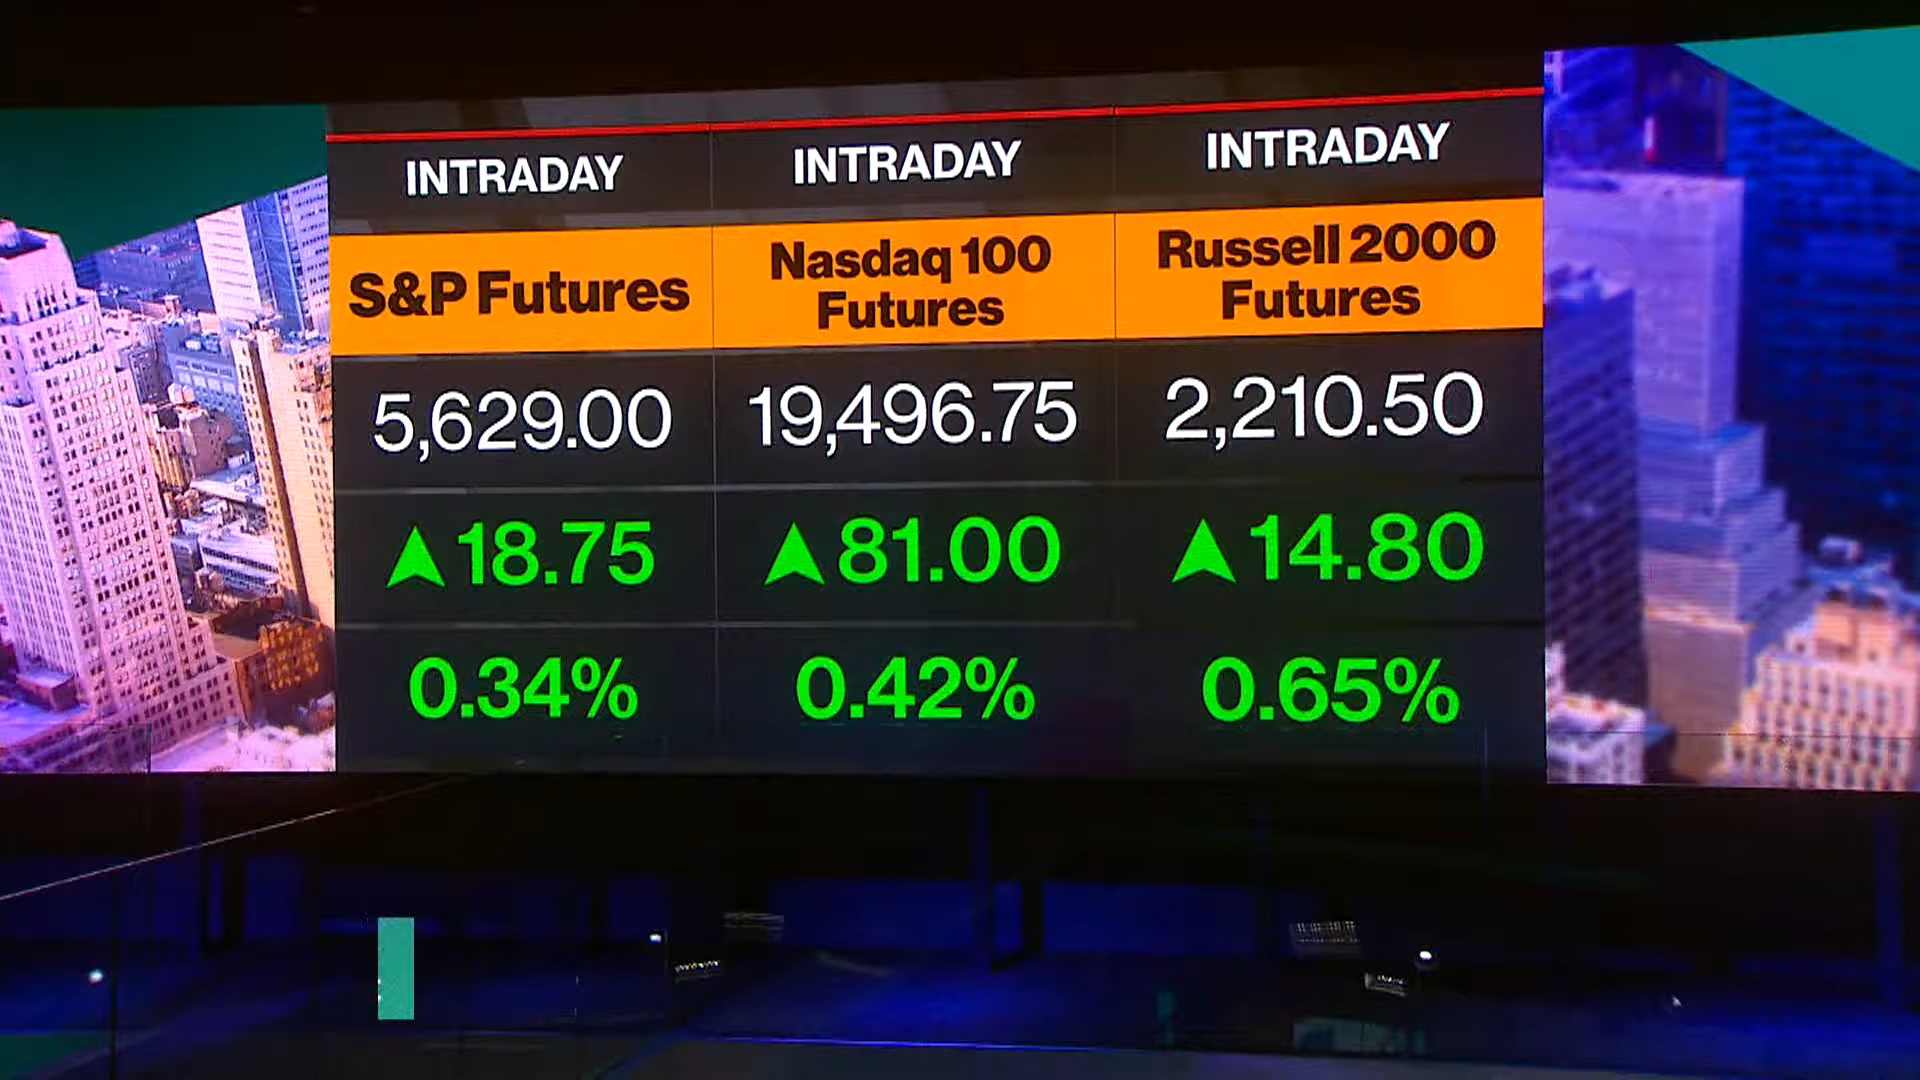 INTRADAY
INTRADAY
INTRADAY
S&P Futures
Nasdaq 100
Futures
Russell 2000
Futures
5,629.00
19,496.75
2,210.50
▲18.75
▲81.00
▲14.80
0.34%
0.42%
0.65%